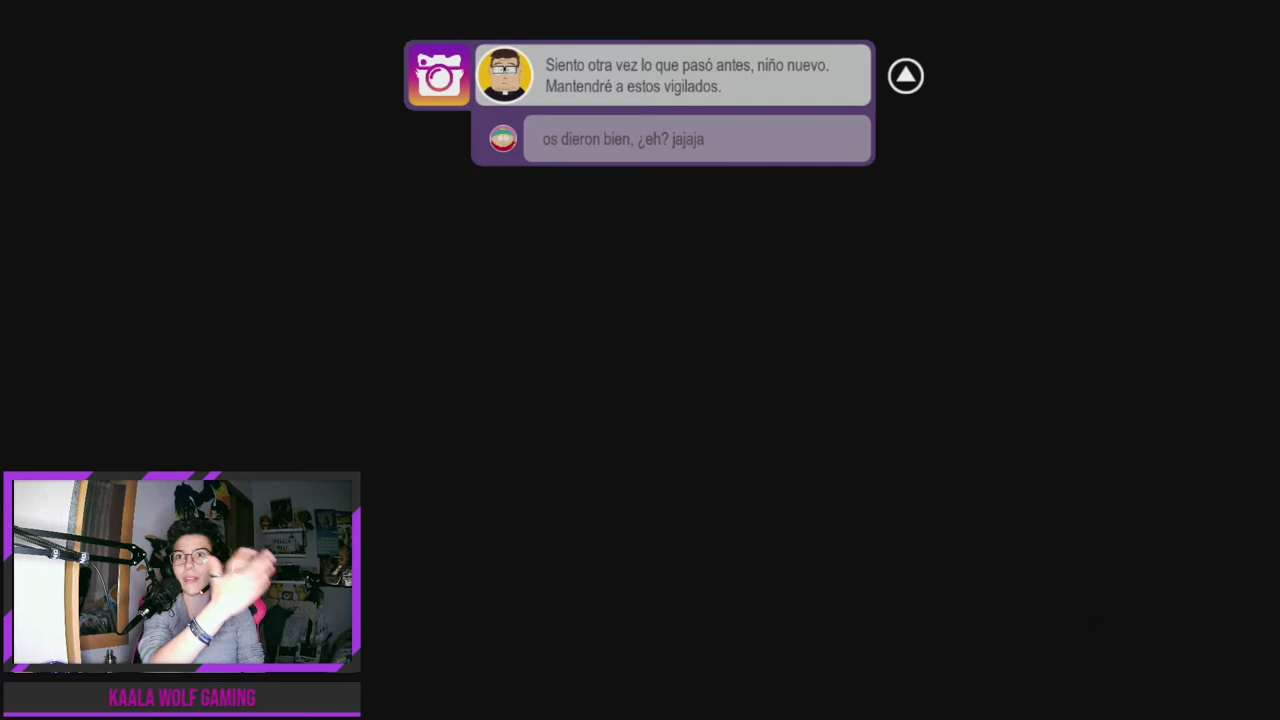 Siento otra vez lo que pasó antes, niño nuevo.
Mantendré a estos vigilados.
os dieron bien, ¿eh? jajaja
KAALA WOLF GAMING